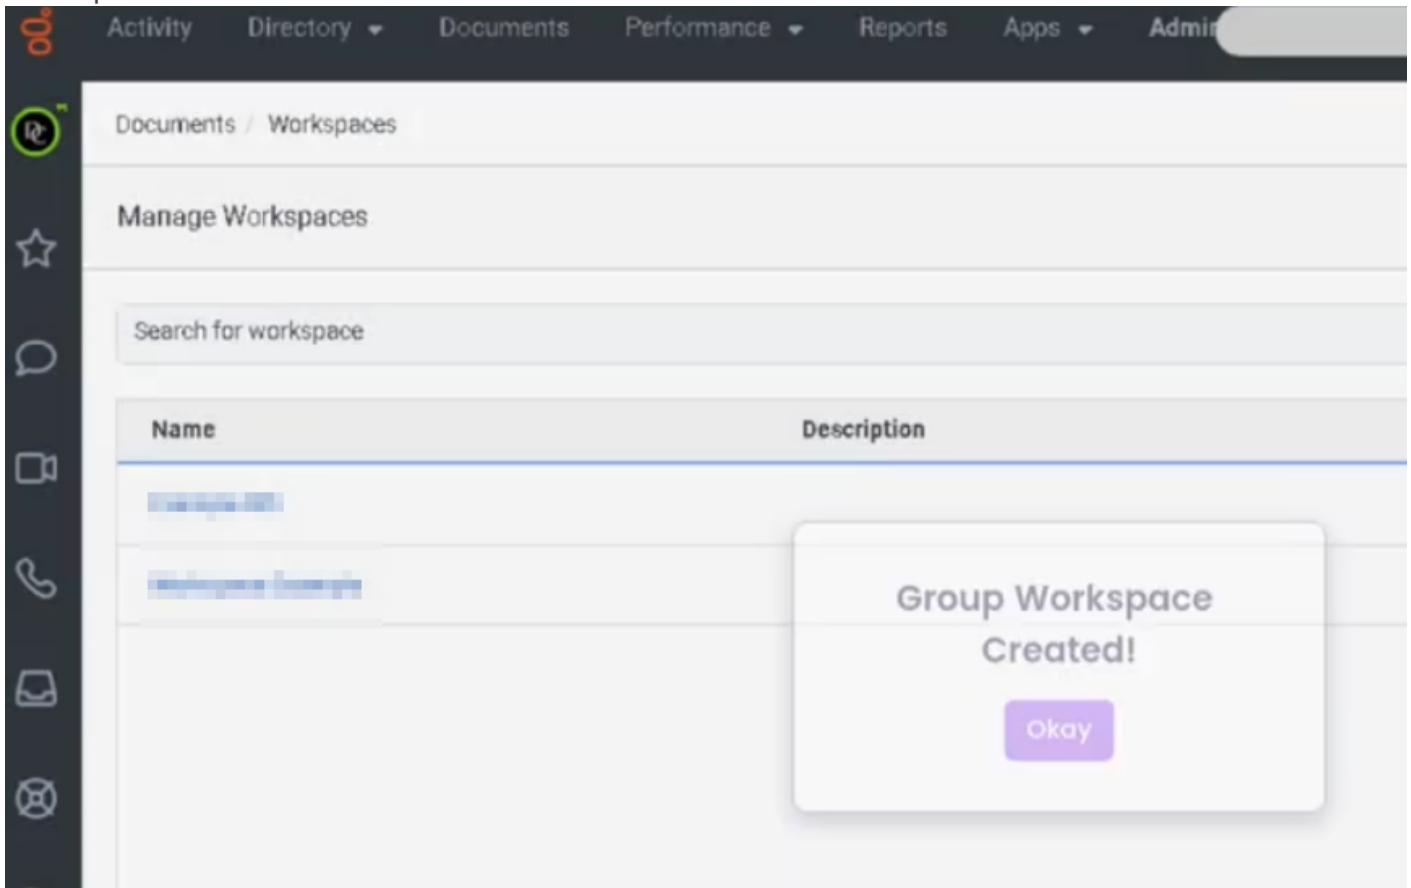 Activity Directory Documents Performance Reports Apps Admin
Documents / Workspaces
Manage Workspaces
Search for workspace
Name Description
Group Workspace
Created!
Okay